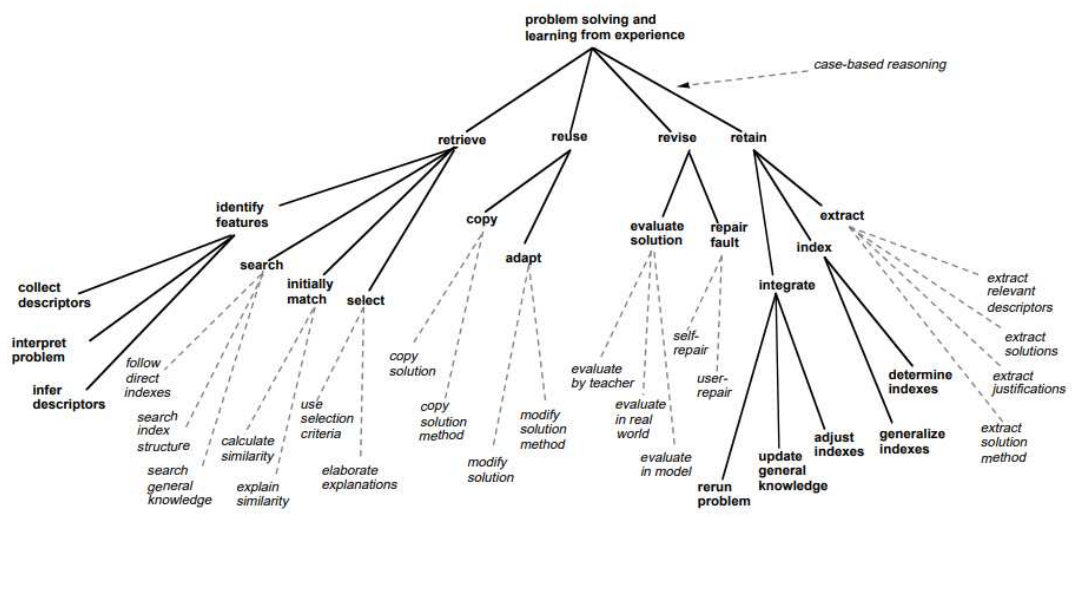 problem solving and
learning from experience
case-based reasoning
retrieve
reuse
revise
retain
identify
features
copy
evaluate
solution
repair
fault
extract
search
initially
match
select
adapt
index
integrate
collect
descriptors
interpret
problem
infer
descriptors
follow
direct
indexes
search
index
structure
search
general
knowledge
calculate
similarity
explain
similarity
use
selection
criteria
elaborate
explanations
copy
solution
copy
solution
method
modify
solution
modify
solution
method
evaluate
by teacher
evaluate
in real
world
evaluate
in model
self-
repair
user-
repair
rerun
problem
update
general
knowledge
adjust
indexes
generalize
indexes
determine
indexes
extract
relevant
descriptors
extract
solutions
extract
justifications
extract
solution
method